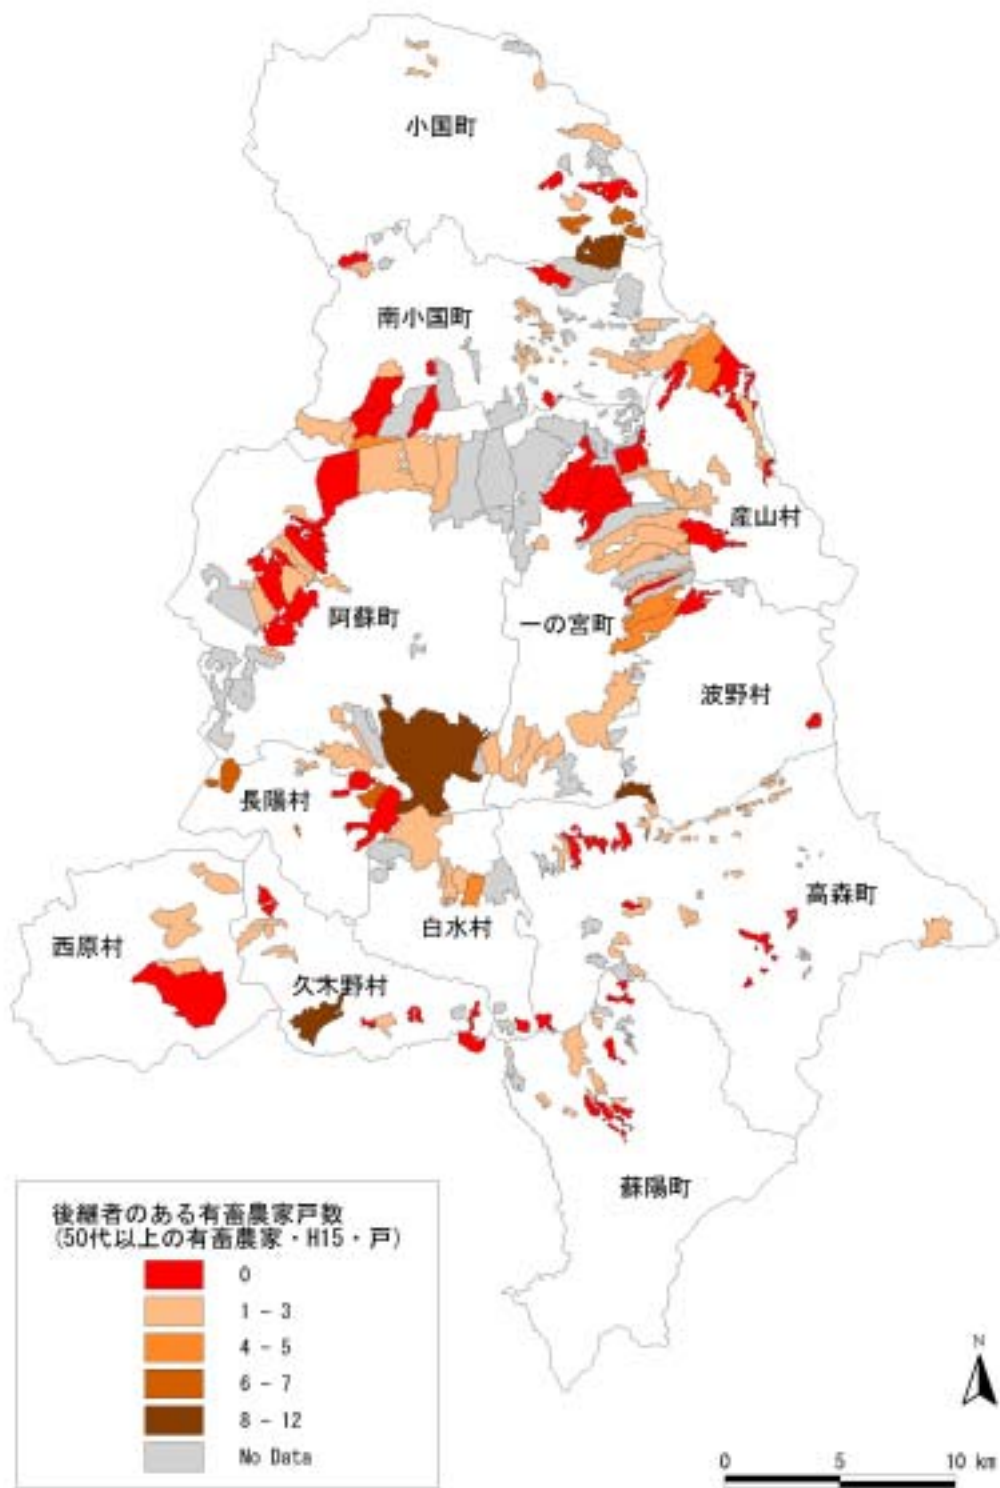 小国町
南小国町
産山村
阿蘇町
一の宮町
波野村
長陽村
高森町
白水村
西原村
久木野村
蘇陽町
後継者のある有畜農家戸数
(50代以上の有畜農家・H15・戸)
0
1 - 3
4 - 5
6 - 7
8 - 12
No Data
N
0 5 10 km